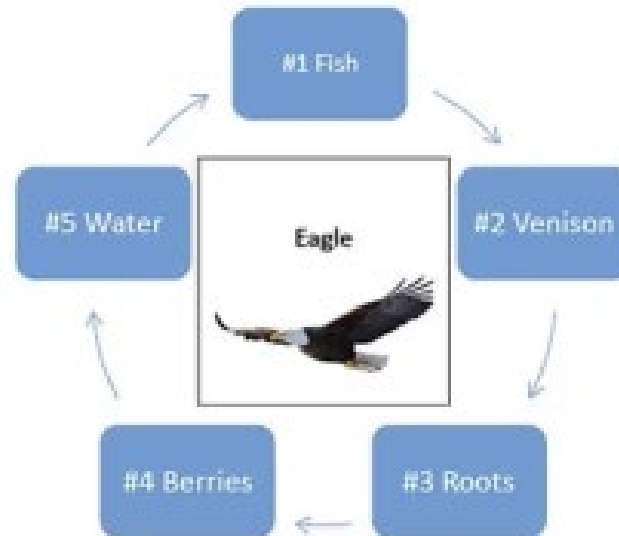 #1 Fish
#2 Venison
#3 Roots
#4 Berries
#5 Water
Eagle